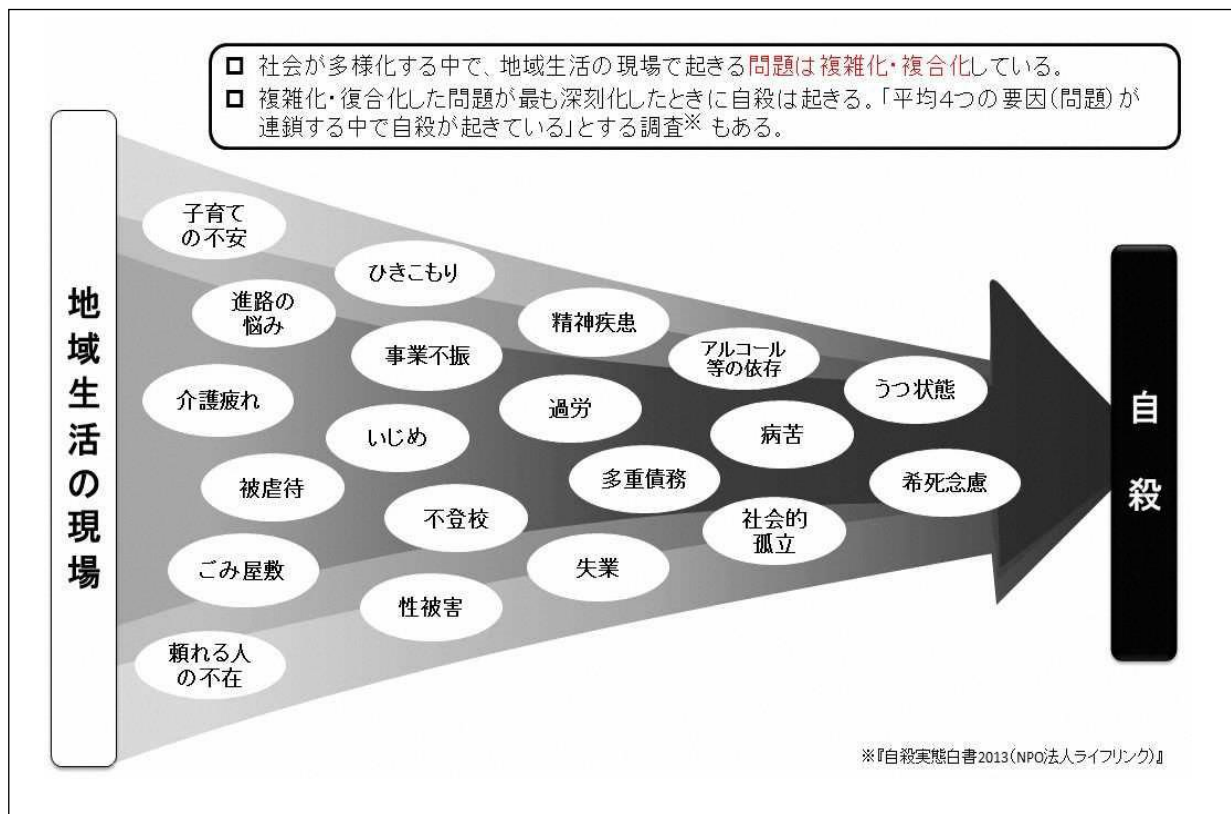 □ 社会が多様化する中で、地域生活の現場で起きる問題は複雑化・複合化している。
□ 複雑化・復合化した問題が最も深刻化したときに自殺は起きる。「平均4つの要因(問題)が
連鎖する中で自殺が起きている」とする調査※もある。
地域生活の現場
子育て
の不安
進路の
悩み
介護疲れ
被虐待
ごみ屋敷
頼れる人
の不在
ひきこもり
事業不振
いじめ
不登校
性被害
精神疾患
過労
多重債務
失業
アルコール
等の依存
病苦
社会的
孤立
うつ状態
希死念慮
自殺
※『自殺実態白書2013(NPO法人ライフリンク)』